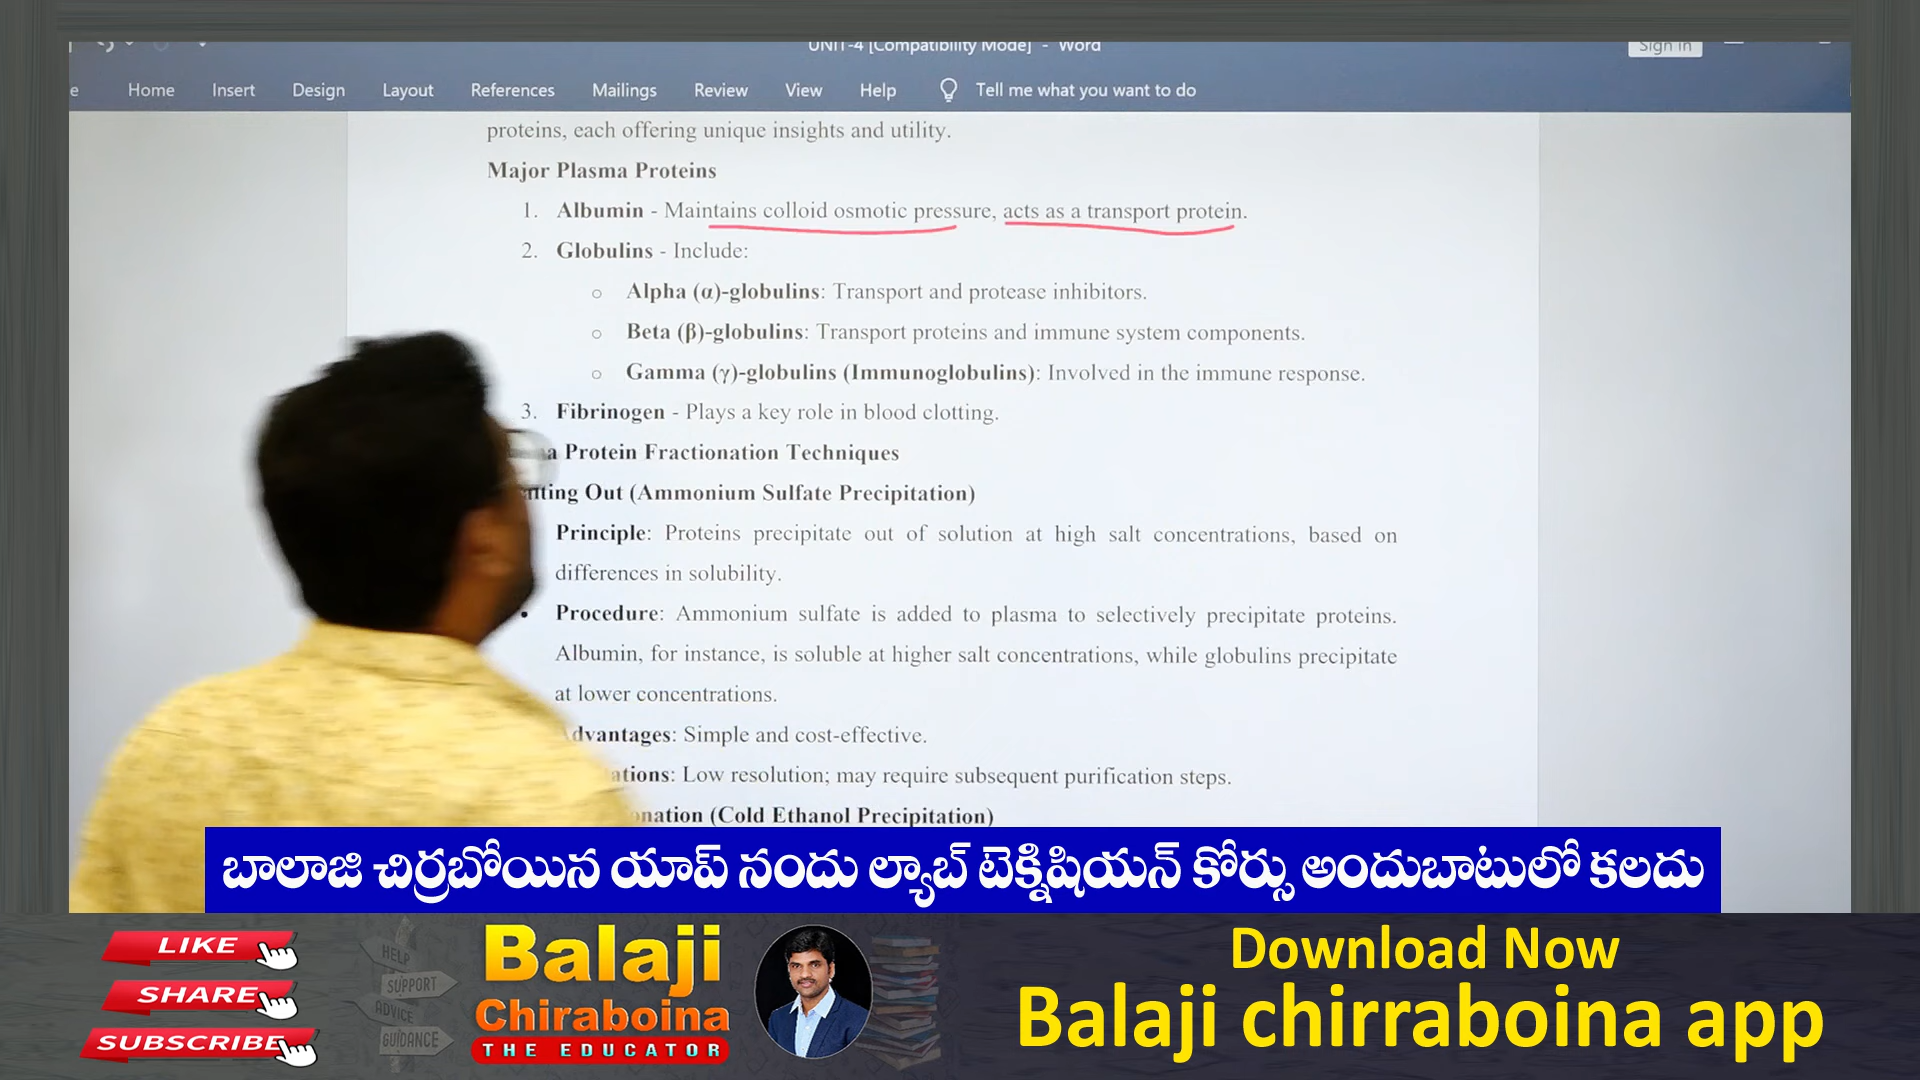 UNIT-4 [Compatibility Mode] - Word
Sign in
e Home Insert Design Layout References Mailings Review View Help Tell me what you want to do
proteins, each offering unique insights and utility.
Major Plasma Proteins
1. Albumin - Maintains colloid osmotic pressure, acts as a transport protein.
2. Globulins - Include:
○ Alpha (α)-globulins: Transport and protease inhibitors.
○ Beta (β)-globulins: Transport proteins and immune system components.
○ Gamma (γ)-globulins (Immunoglobulins): Involved in the immune response.
3. Fibrinogen - Plays a key role in blood clotting.
a Protein Fractionation Techniques
ting Out (Ammonium Sulfate Precipitation)
Principle: Proteins precipitate out of solution at high salt concentrations, based on
differences in solubility.
• Procedure: Ammonium sulfate is added to plasma to selectively precipitate proteins.
Albumin, for instance, is soluble at higher salt concentrations, while globulins precipitate
at lower concentrations.
dvantages: Simple and cost-effective.
ations: Low resolution; may require subsequent purification steps.
onation (Cold Ethanol Precipitation)
బాలాజి చిర్రబోయిన యాప్ నందు ల్యాబ్ టెక్నిషియన్ కోర్సు అందుబాటులో కలదు
LIKE
SHARE
SUBSCRIBE
HELP
SUPPORT
ADVICE
GUIDANCE
Balaji
Chiraboina
THE EDUCATOR
Download Now
Balaji chirraboina app